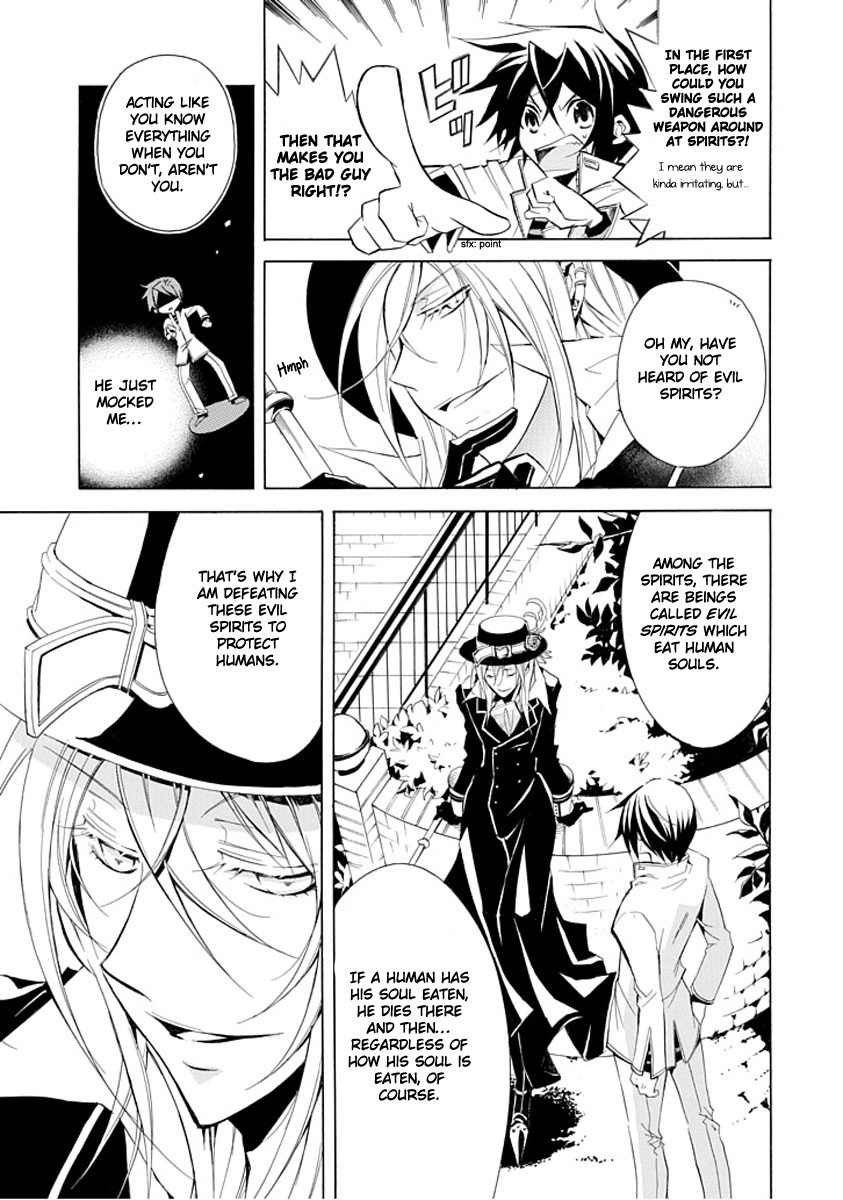 IN THE FIRST
PLACE, HOW
COULD YOU
SWING SUCH A
DANGEROUS
WEAPON AROUND
AT SPIRITS?!
I mean they are
kinda irritating, but..
ビッ
THEN THAT
MAKES YOU
THE BAD GUY
RIGHT!?
sfx: point
OH MY, HAVE
YOU NOT
HEARD OF EVIL
SPIRITS?
Hmph
ACTING LIKE
YOU KNOW
EVERYTHING
WHEN YOU
DON'T, AREN'T
YOU.
HE JUST
MOCKED
ME...
AMONG THE
SPIRITS, THERE
ARE BEINGS
CALLED EVIL
SPIRITS WHICH
EAT HUMAN
SOULS.
IF A HUMAN HAS
HIS SOUL EATEN,
HE DIES THERE
AND THEN...
REGARDLESS OF
HOW HIS SOUL IS
EATEN, OF
COURSE.
THAT'S WHY I
AM DEFEATING
THESE EVIL
SPIRITS TO
PROTECT
HUMANS.